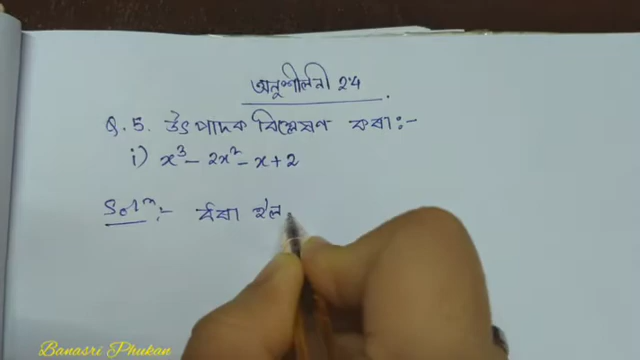 অনুশীলনী 2.4
Q.5. উৎপাদক বিশ্লেষণ কৰা:-
i) x³ - 2x² - x + 2
Solⁿ:- ধৰা হ'ল
Banasri Phukan